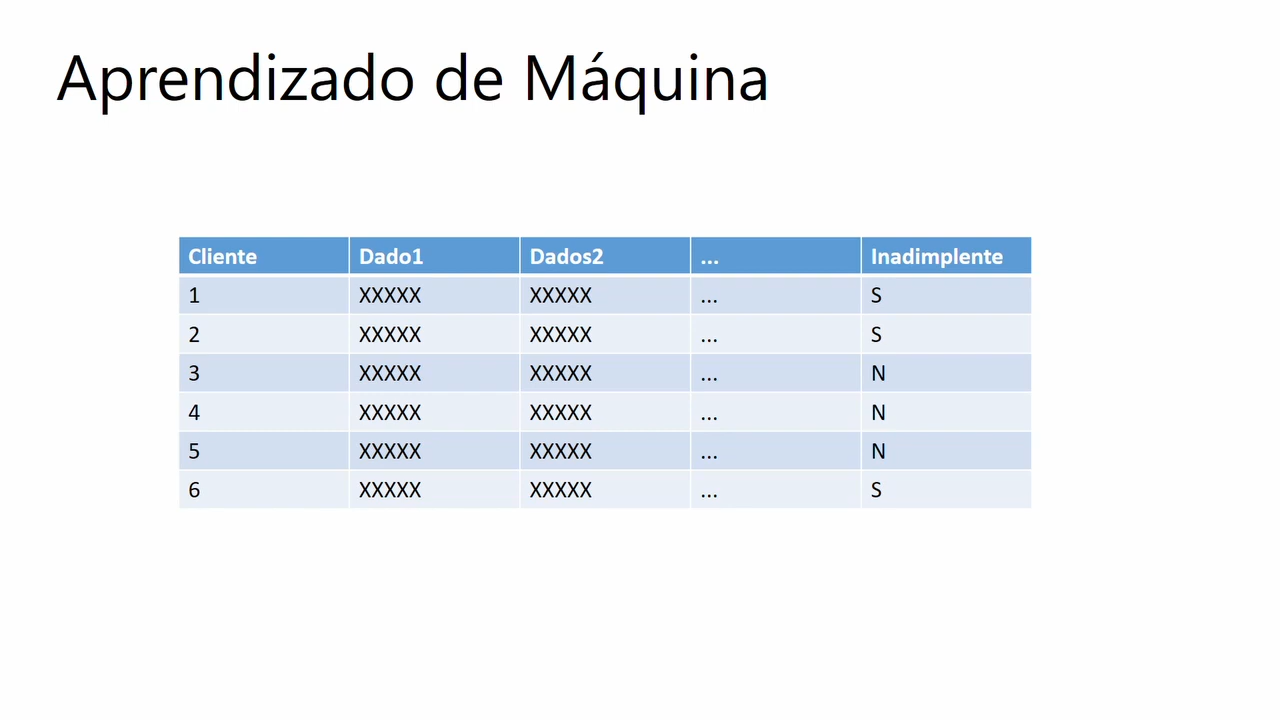 Aprendizado de Máquina
Cliente Dado1 Dados2 ... Inadimplente
1 XXXXX XXXXX ... S
2 XXXXX XXXXX ... S
3 XXXXX XXXXX ... N
4 XXXXX XXXXX ... N
5 XXXXX XXXXX ... N
6 XXXXX XXXXX ... S